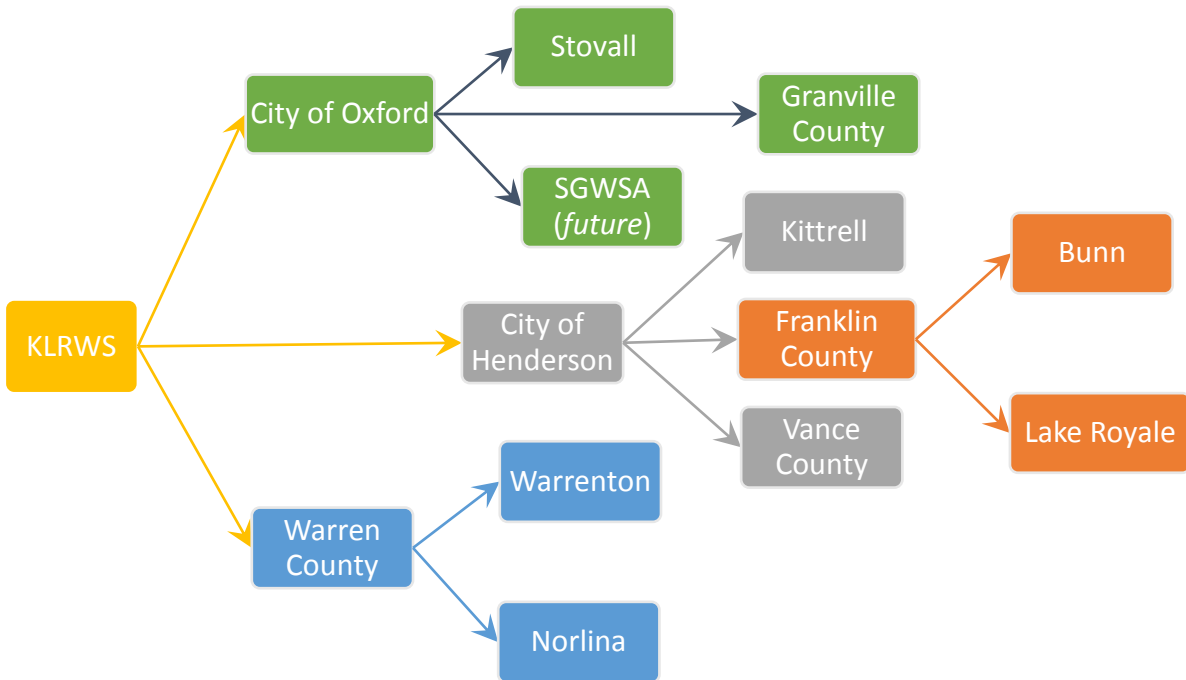 Stovall
City of Oxford
Granville
County
SGWSA
(future)
Kittrell
Bunn
KLRWS
City of
Henderson
Franklin
County
Lake Royale
Vance
County
Warrenton
Warren
County
Norlina